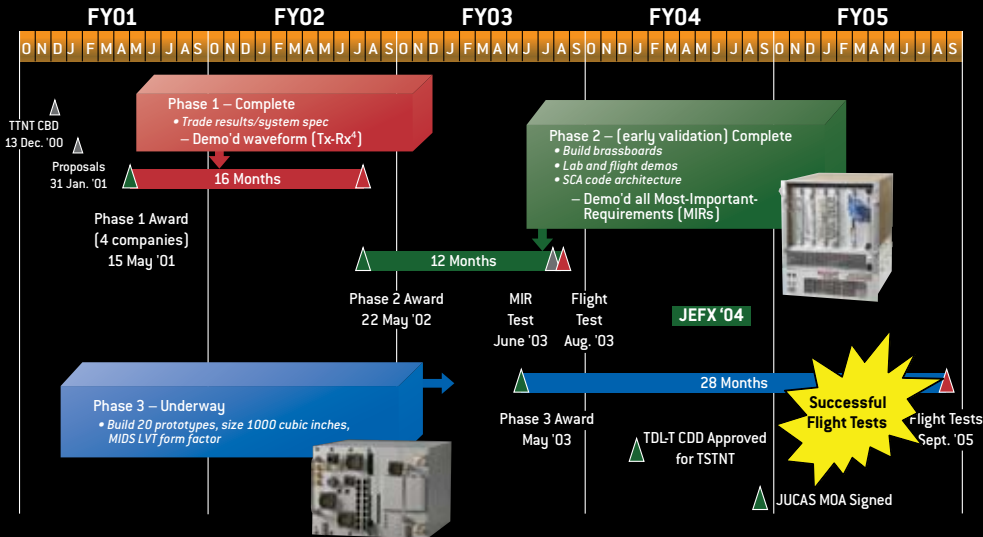 FY01 FY02 FY03 FY04 FY05
O N D J F M A M J J A S O N D J F M A M J J A S O N D J F M A M J J A S O N D J F M A M J J A S O N D J F M A M J J A S
TTNT CBD
13 Dec. '00
Proposals
31 Jan. '01
Phase 1 – Complete
• Trade results/system spec
– Demo'd waveform (Tx-Rx⁴)
16 Months
Phase 1 Award
(4 companies)
15 May '01
Phase 2 – (early validation) Complete
• Build brassboards
• Lab and flight demos
• SCA code architecture
– Demo'd all Most-Important-
Requirements (MIRs)
12 Months
Phase 2 Award
22 May '02
MIR
Test
June '03
Flight
Test
Aug. '03
JEFX '04
Phase 3 – Underway
• Build 20 prototypes, size 1000 cubic inches,
MIDS LVT form factor
28 Months
Phase 3 Award
May '03
Successful
Flight Tests
Flight Tests
Sept. '05
TDL-T CDD Approved
for TSTNT
JUCAS MOA Signed